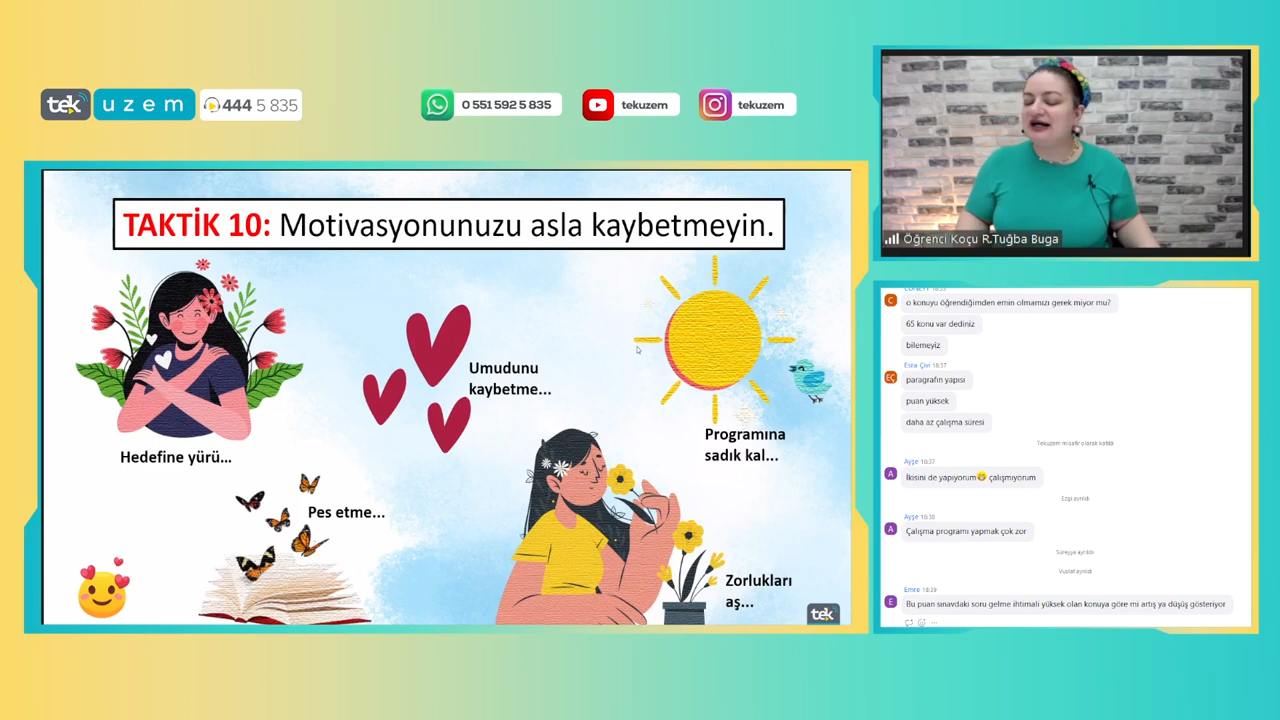 tek uzem 444 5 835
0 551 592 5 835
tekuzem
tekuzem
TAKTİK 10: Motivasyonunuzu asla kaybetmeyin.
Umudunu
kaybetme...
Programına
sadık kal...
Hedefine yürü...
Pes etme...
Zorlukları
aş...
tek
Öğrenci Koçu R.Tuğba Buga
C
o konuyu öğrendiğimden emin olmamızı gerek miyor mu?
65 konu var dediniz
bilemeyiz
Esra Çivi 18:37
EÇ
paragrafın yapısı
puan yüksek
daha az çalışma süresi
Tekuzem misafir olarak katıldı
Ayşe 18:37
A
İkisini de yapıyorum çalışmıyorum
Ezgi ayrıldı
Ayşe 18:38
A
Çalışma programı yapmak çok zor
Süreyya ayrıldı
Vuslat ayrıldı
Emre 18:39
E
Bu puan sınavdaki soru gelme ihtimali yüksek olan konuya göre mi artış ya düşüş gösteriyor